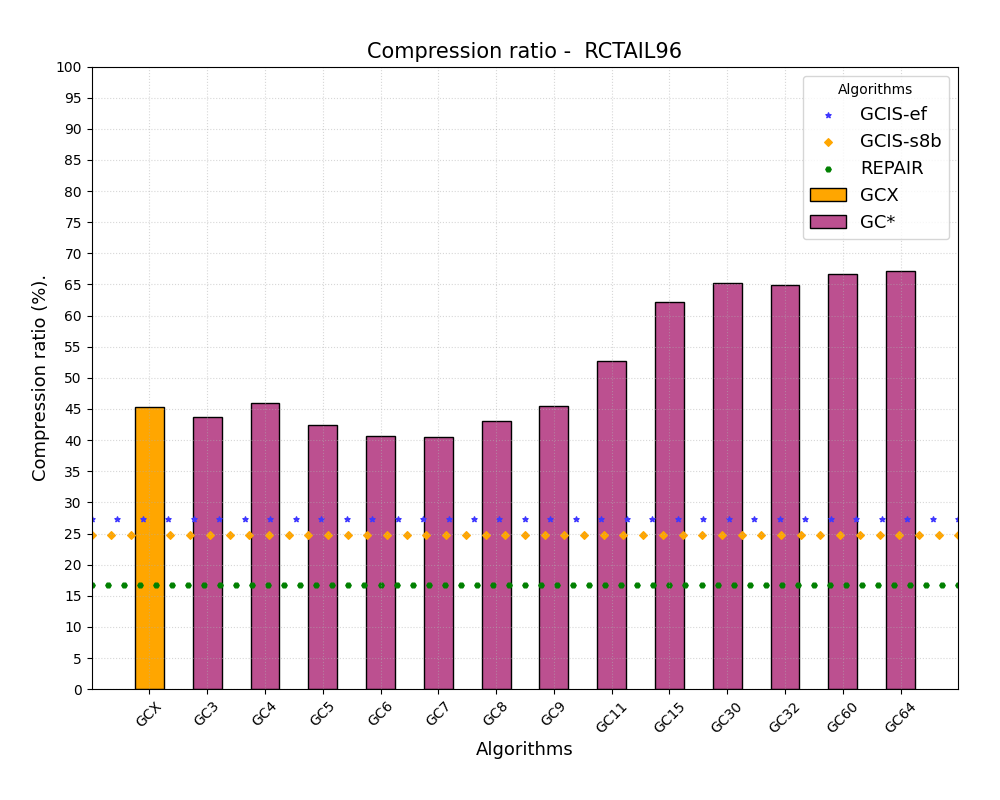 Compression ratio -  RCTAIL96
Compression ratio (%).
100
95
90
85
80
75
70
65
60
55
50
45
40
35
30
25
20
15
10
5
0
Algorithms
GCIS-ef
GCIS-s8b
REPAIR
GCX
GC*
GCX
GC3
GC4
GC5
GC6
GC7
GC8
GC9
GC11
GC15
GC30
GC32
GC60
GC64
Algorithms